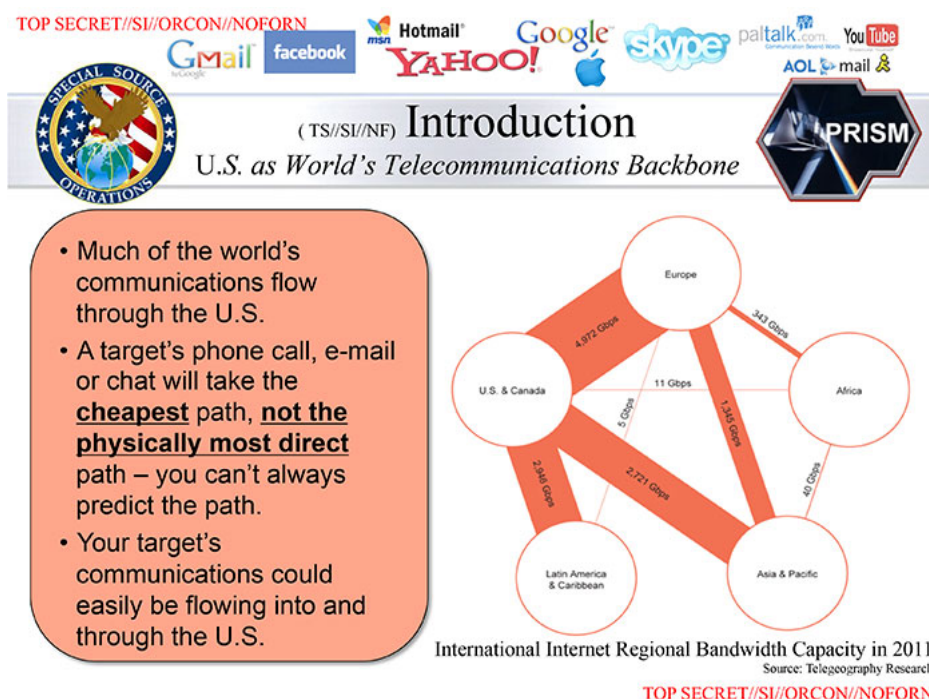 TOP SECRET//SI//ORCON//NOFORN
Gmail
by Google
facebook
msn
Hotmail
YAHOO!
Google
skype
paltalk.com
YouTube
AOL mail
SPECIAL SOURCE
OPERATIONS
( TS//SI//NF) Introduction
U.S. as World's Telecommunications Backbone
PRISM
• Much of the world's
communications flow
through the U.S.
• A target's phone call, e-mail
or chat will take the
cheapest path, not the
physically most direct
path – you can't always
predict the path.
• Your target's
communications could
easily be flowing into and
through the U.S.
Europe
4,972 Gbps
343 Gbps
U.S. & Canada
11 Gbps
Africa
5 Gbps
1,345 Gbps
2,948 Gbps
2,721 Gbps
40 Gbps
Latin America
& Caribbean
Asia & Pacific
International Internet Regional Bandwidth Capacity in 2011
Source: Telegeography Research
TOP SECRET//SI//ORCON//NOFORN